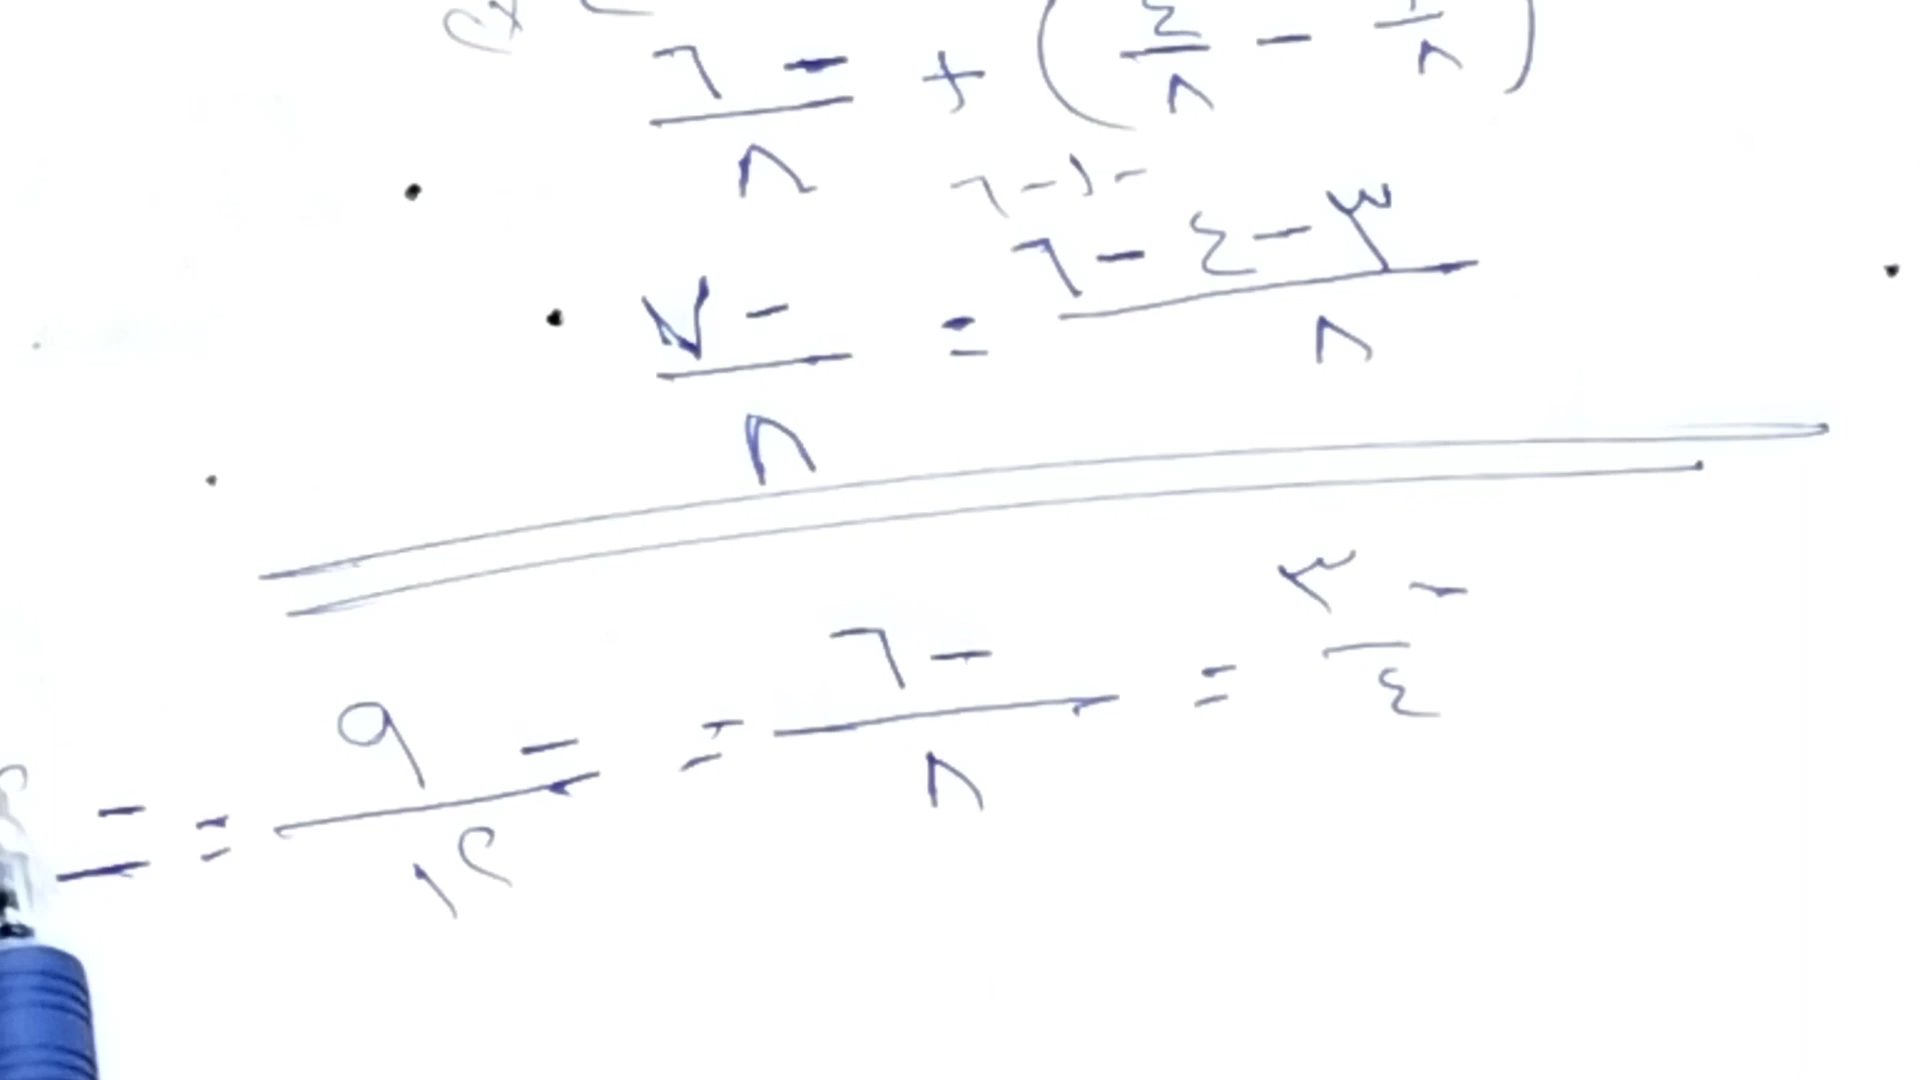 (٣/٨ − ٤/٨) + −٦/٨
−١−٦
(٣−٤−٦)/٨ = −٧/٨
−٣/٤ = −٦/٨ = −٩/١٢ = −